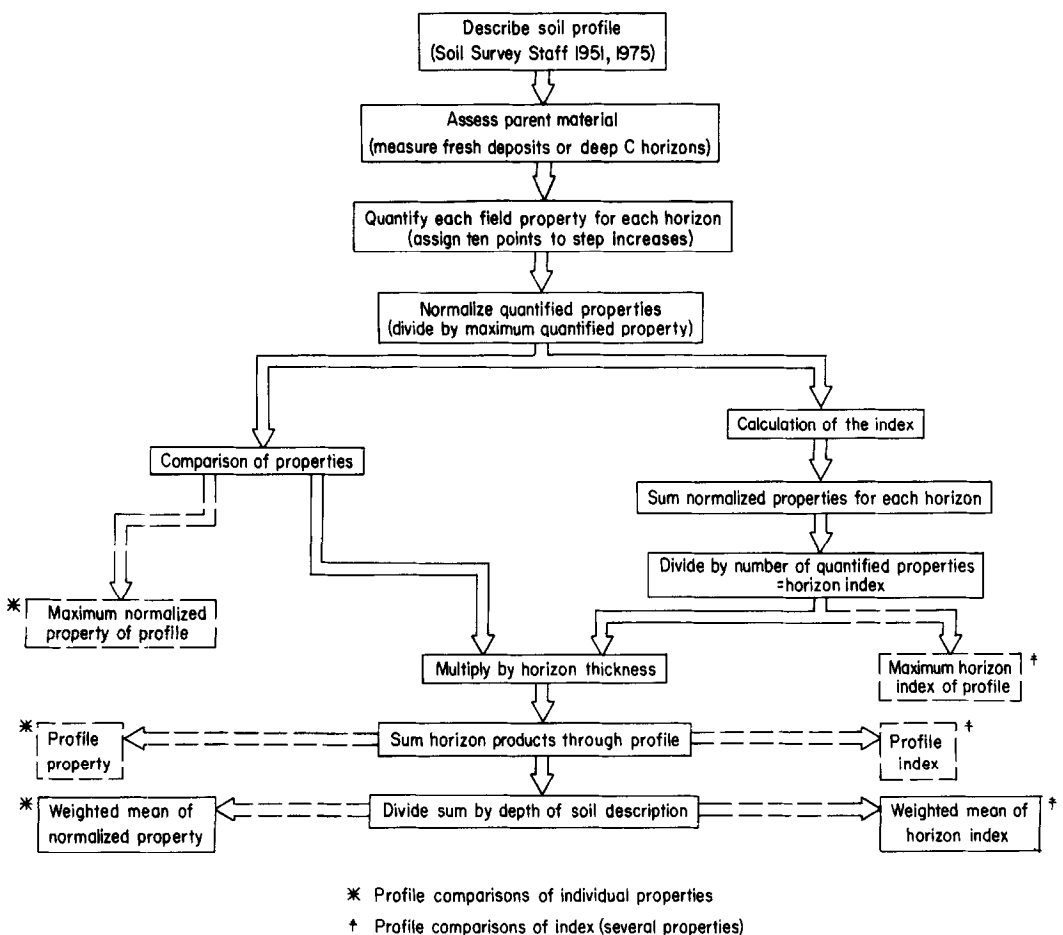 Describe soil profile
(Soil Survey Staff 1951, 1975)
Assess parent material
(measure fresh deposits or deep C horizons)
Quantify each field property for each horizon
(assign ten points to step increases)
Normalize quantified properties
(divide by maximum quantified property)
Calculation of the index
Comparison of properties
Sum normalized properties for each horizon
Divide by number of quantified properties
=horizon index
* Maximum normalized
property of profile
Multiply by horizon thickness
Maximum horizon †
index of profile
* Profile
property
Sum horizon products through profile
Profile †
index
* Weighted mean of
normalized property
Divide sum by depth of soil description
Weighted mean of †
horizon index
* Profile comparisons of individual properties
† Profile comparisons of index (several properties)